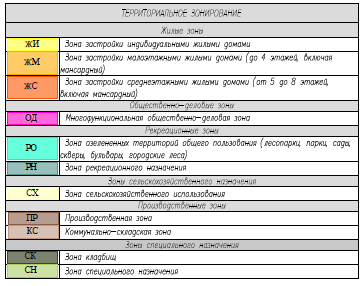 ТЕРРИТОРИАЛЬНОЕ ЗОНИРОВАНИЕ
Жилые зоны
ЖИ Зона застройки индивидуальными жилыми домами
ЖМ Зона застройки малоэтажными жилыми домами (до 4 этажей, включая
мансардный)
ЖС Зона застройки среднеэтажными жилыми домами (от 5 до 8 этажей,
включая мансардный)
Общественно-деловые зоны
ОД Многофункциональная общественно-деловая зона
Рекреационные зоны
РО Зона озелененных территорий общего пользования (лесопарки, парки, сады,
скверы, бульвары, городские леса)
РН Зона рекреационного назначения
Зоны сельскохозяйственного назначения
СХ Зона сельскохозяйственного использования
Производственные зоны
ПР Производственная зона
КС Коммунально-складская зона
Зоны специального назначения
СК Зона кладбищ
СН Зона специального назначения